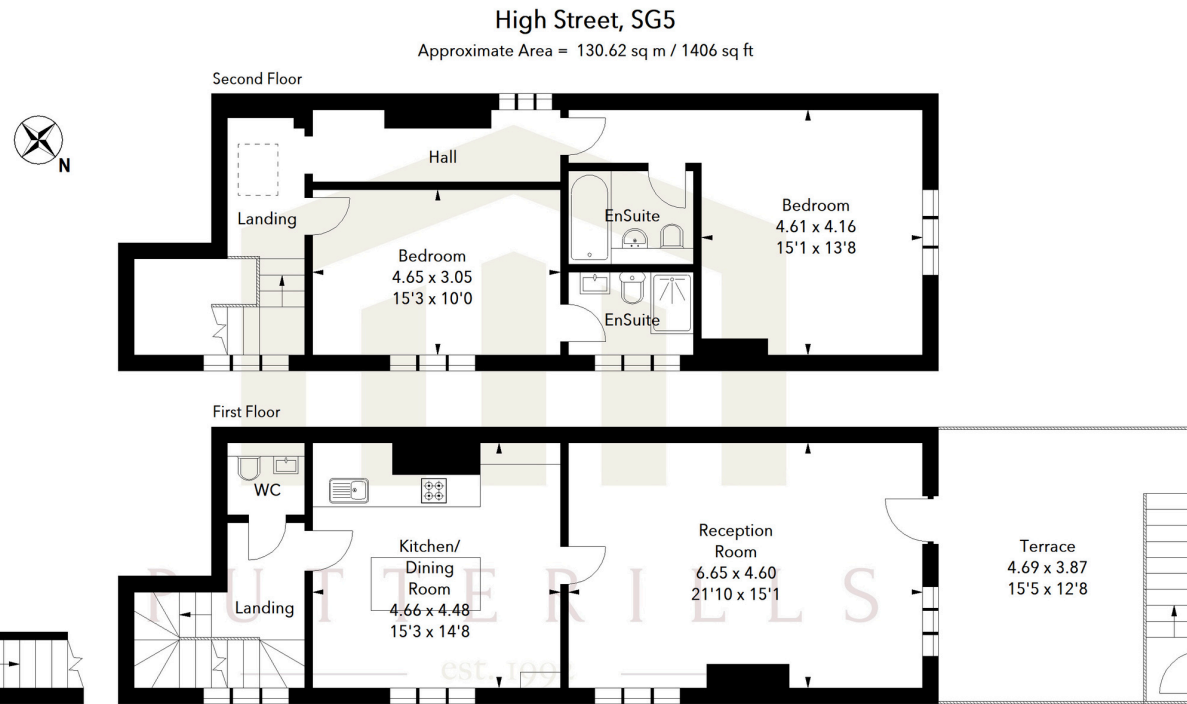 High Street, SG5
Approximate Area = 130.62 sq m / 1406 sq ft
Second Floor
N
Hall
Landing
EnSuite
Bedroom
4.61 x 4.16
15'1 x 13'8
Bedroom
4.65 x 3.05
15'3 x 10'0
EnSuite
First Floor
WC
Kitchen/
Dining
Room
4.66 x 4.48
15'3 x 14'8
Reception
Room
6.65 x 4.60
21'10 x 15'1
Terrace
4.69 x 3.87
15'5 x 12'8
Landing
PUTTERILLS
est. 1992